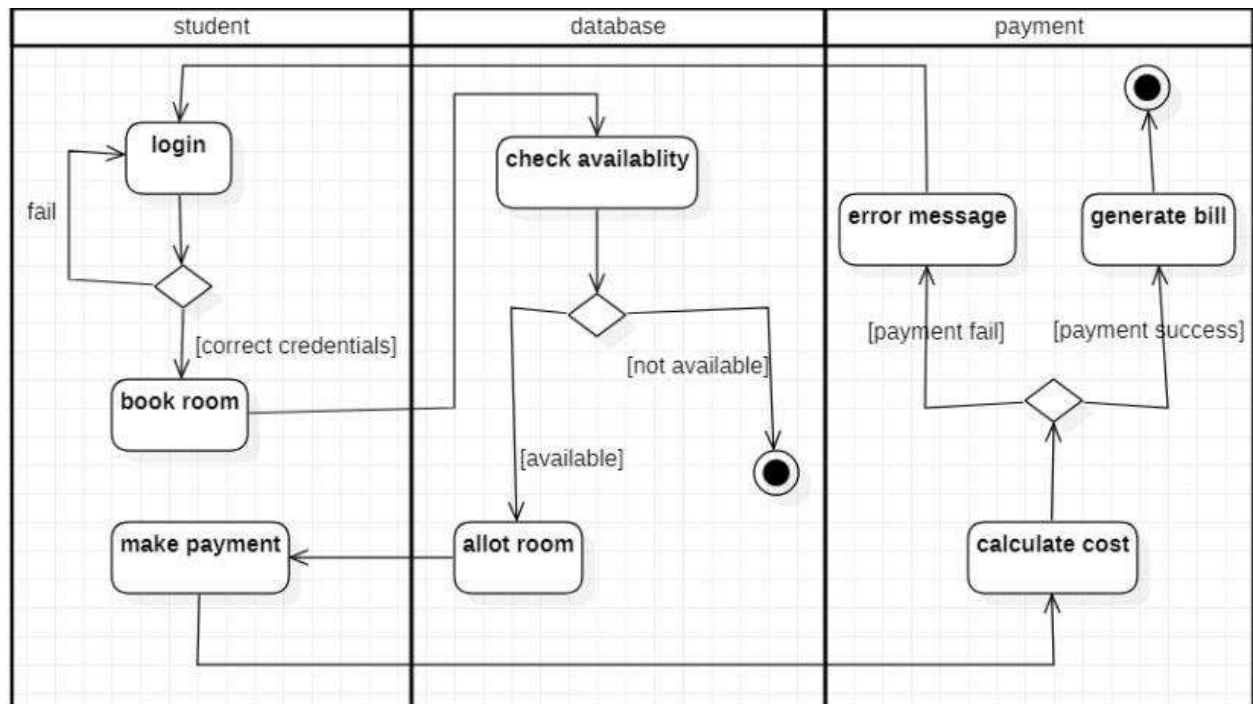 student
database
payment
login
check availablity
fail
error message
generate bill
[correct credentials]
[payment fail]
[payment success]
[not available]
book room
[available]
make payment
allot room
calculate cost